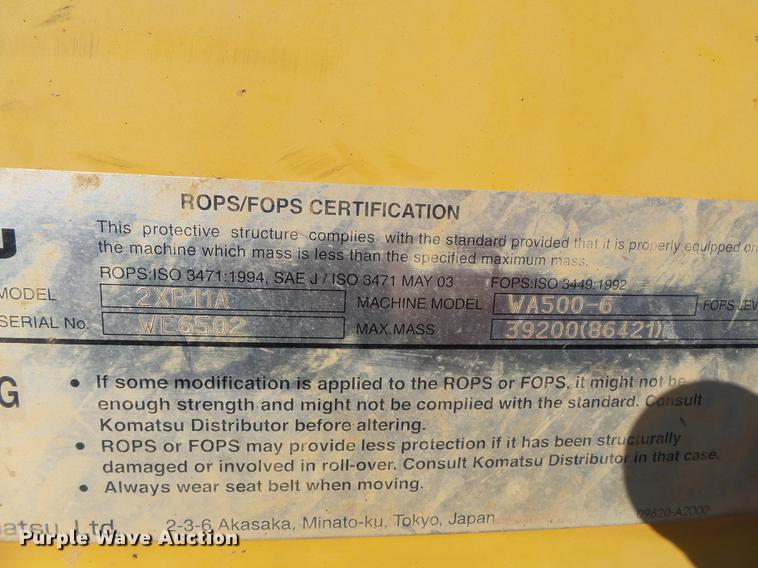 ROPS/FOPS CERTIFICATION
This protective structure complies with the standard provided that it is properly equipped on
the machine which mass is less than the specified maximum mass.
ROPS:ISO 3471:1994, SAE J / ISO 3471 MAY 03 FOPS:ISO 3449:1992
MODEL 2XP11A MACHINE MODEL WA500-6 FOPS LEV
SERIAL No. WE6502 MAX.MASS 39200(86421)
G
• If some modification is applied to the ROPS or FOPS, it might not be
enough strength and might not be complied with the standard. Consult
Komatsu Distributor before altering.
• ROPS or FOPS may provide less protection if it has been structurally
damaged or involved in roll-over. Consult Komatsu Distributor in that case.
• Always wear seat belt when moving.
matsu Ltd. 2-3-6, Akasaka, Minato-ku, Tokyo, Japan
09620-A2000
Purple Wave Auction